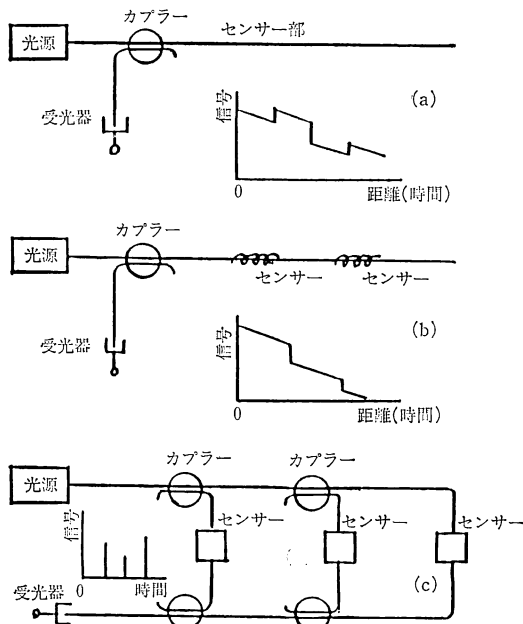 カプラー
光源
センサー部
受光器
信号
(a)
0
距離(時間)
カプラー
光源
センサー
センサー
受光器
信号
(b)
0
距離(時間)
カプラー
カプラー
光源
センサー
センサー
センサー
信号
0
時間
(c)
受光器